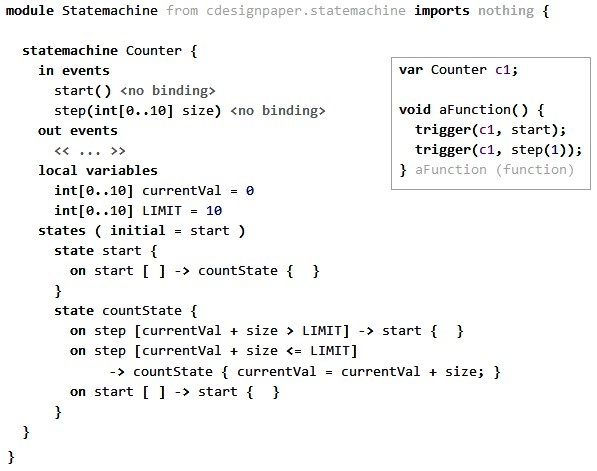 module Statemachine from cdesignpaper.statemachine imports nothing {
statemachine Counter {
in events
start() <no binding>
step(int[0..10] size) <no binding>
out events
<< ... >>
local variables
int[0..10] currentVal = 0
int[0..10] LIMIT = 10
states ( initial = start )
state start {
on start [ ] -> countState {  }
}
state countState {
on step [currentVal + size > LIMIT] -> start {  }
on step [currentVal + size <= LIMIT]
-> countState { currentVal = currentVal + size; }
on start [ ] -> start {  }
}
}
}
var Counter c1;
void aFunction() {
trigger(c1, start);
trigger(c1, step(1));
} aFunction (function)